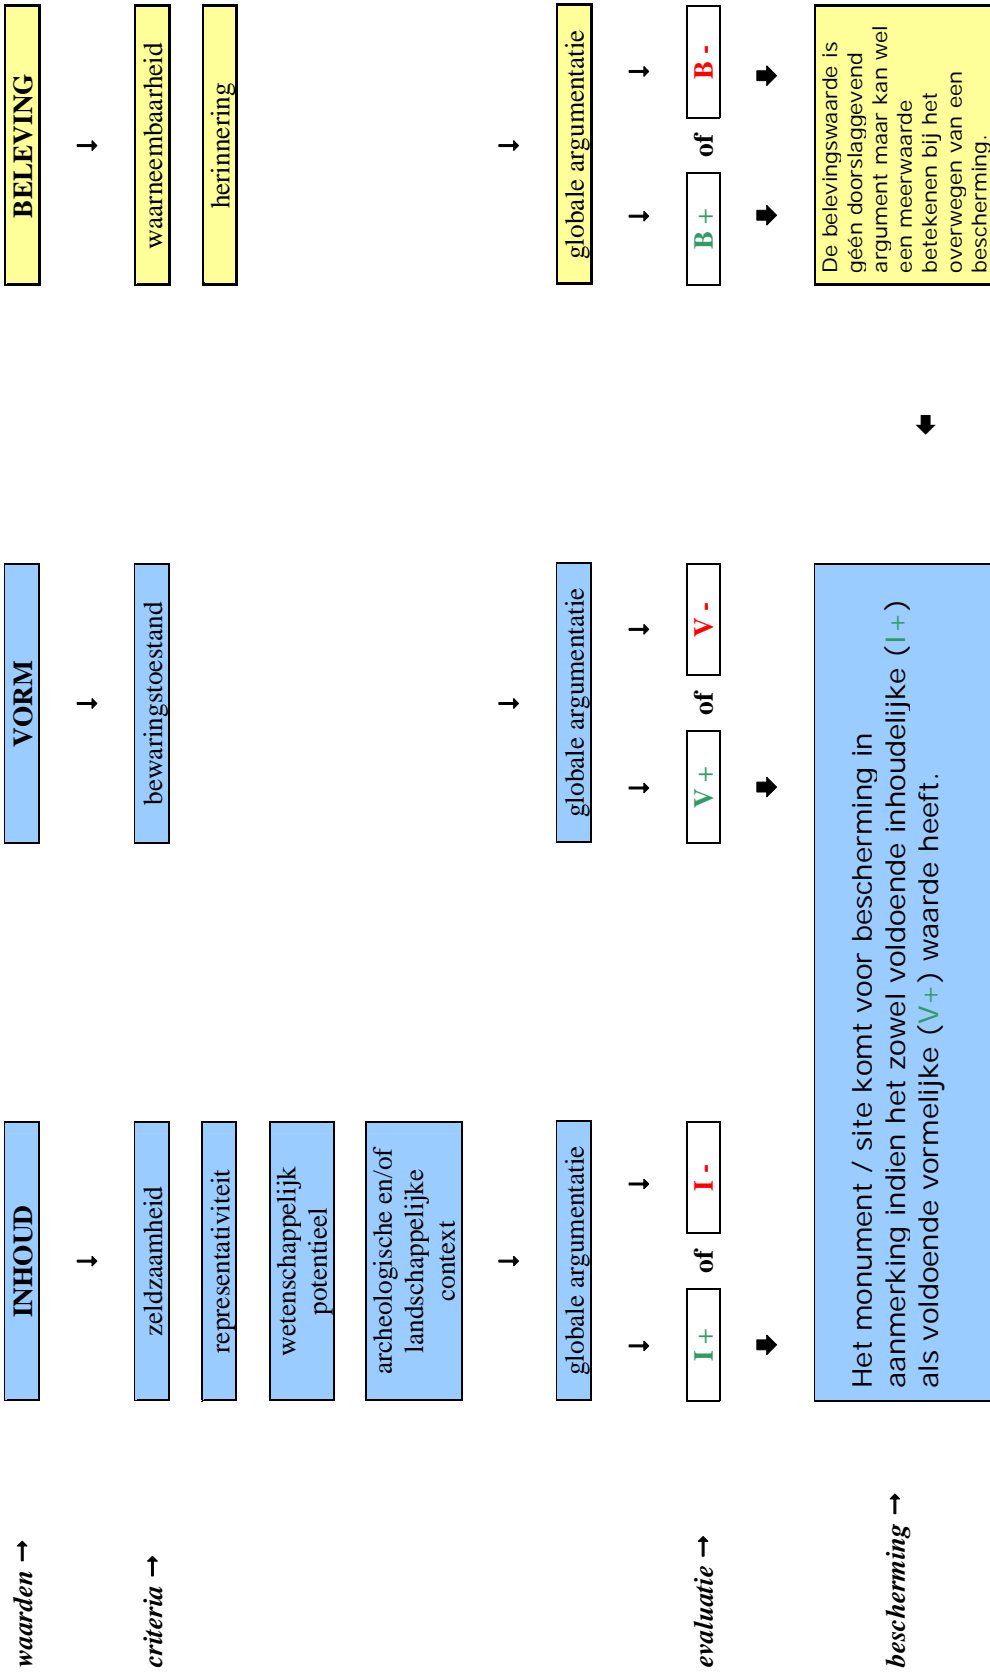 waarden → INHOUD VORM BELEVING
↓ ↓ ↓
criteria → zeldzaamheid bewaringstoestand waarneembaarheid
representativiteit herinnering
wetenschappelijk
potentieel
archeologische en/of
landschappelijke
context
↓ ↓ ↓
globale argumentatie globale argumentatie globale argumentatie
↓ ↓ ↓ ↓ ↓ ↓
evaluatie → I + of I - V + of V - B + of B -
bescherming →
Het monument / site komt voor bescherming in
aanmerking indien het zowel voldoende inhoudelijke (I+)
als voldoende vormelijke (V+) waarde heeft.
De belevingswaarde is
géén doorslaggevend
argument maar kan wel
een meerwaarde
betekenen bij het
overwegen van een
bescherming.